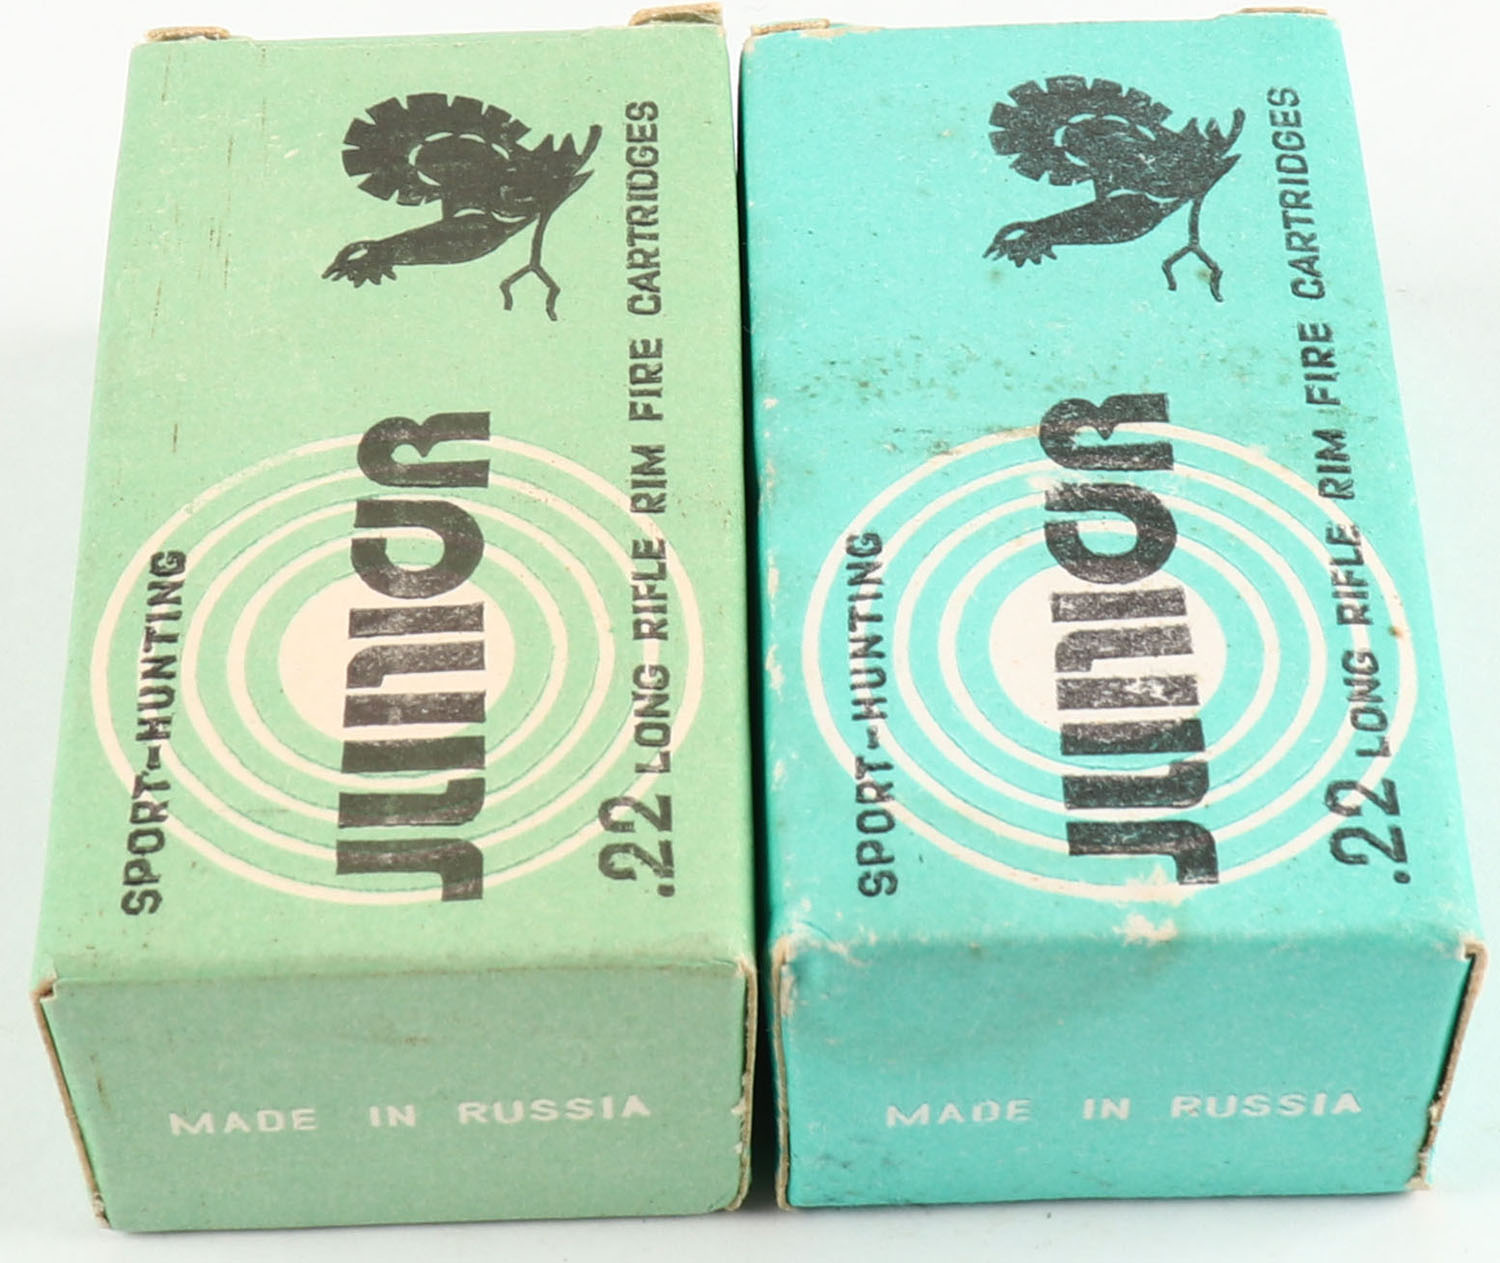 SPORT-HUNTING
JUNIOR
.22 LONG RIFLE RIM FIRE CARTRIDGES
MADE IN RUSSIA
SPORT-HUNTING
JUNIOR
.22 LONG RIFLE RIM FIRE CARTRIDGES
MADE IN RUSSIA